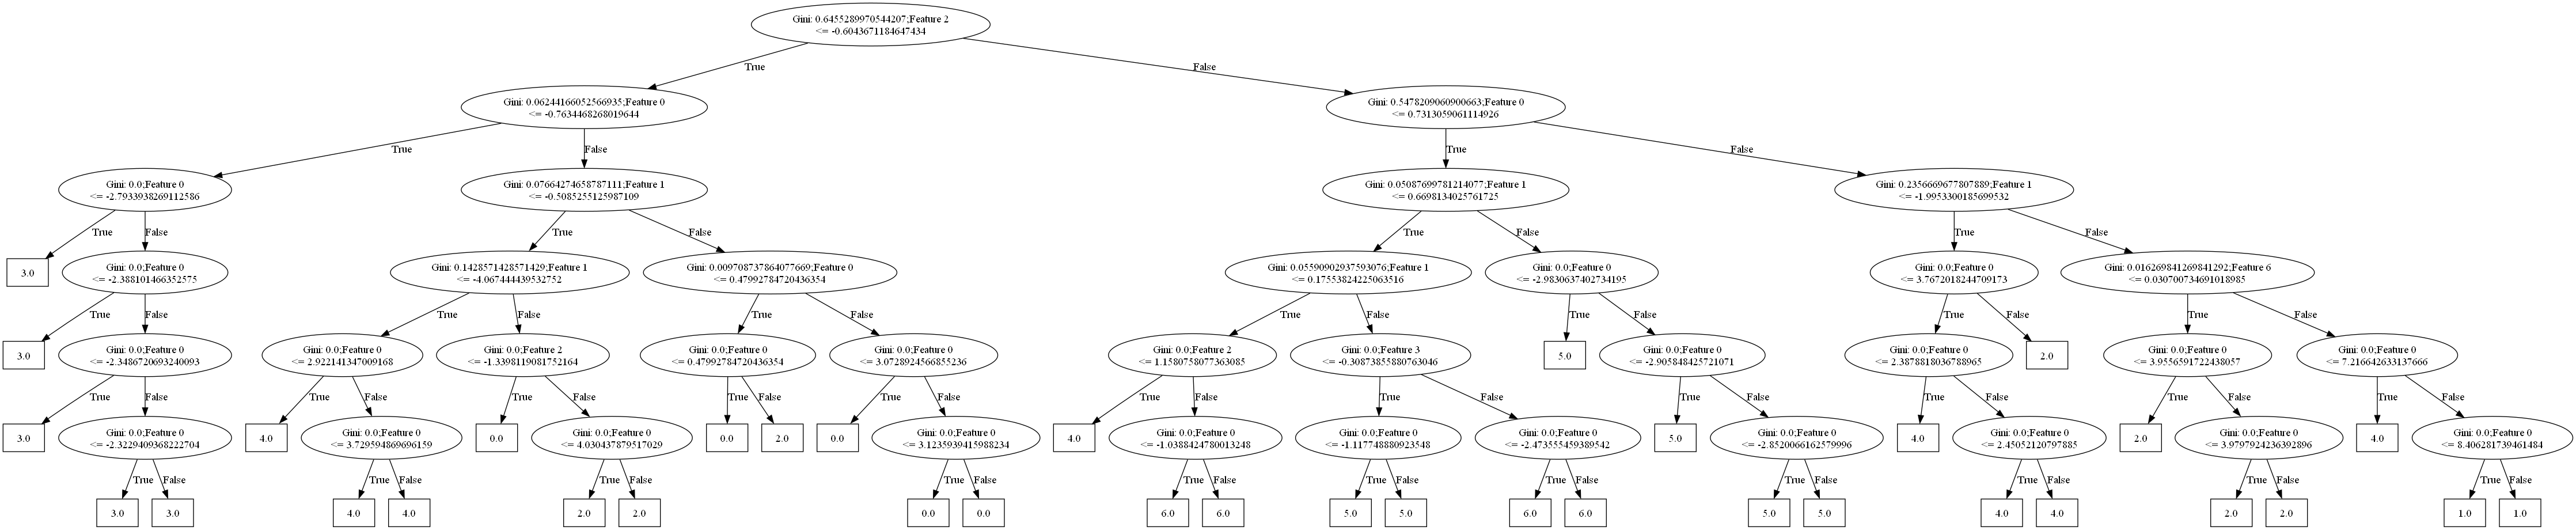 Gini: 0.6455289970544207;Feature 2
<= -0.6043671184647434
True
False
Gini: 0.06244166052566935;Feature 0
<= -0.7634468268019644
Gini: 0.5478209060900663;Feature 0
<= 0.7313059061114926
True
False
True
False
Gini: 0.0;Feature 0
<= -2.7933938269112586
Gini: 0.07664274658787111;Feature 1
<= -0.5085255125987109
Gini: 0.05087699781214077;Feature 1
<= 0.6698134025761725
Gini: 0.2356669677807889;Feature 1
<= -1.9953300185699532
True
False
True
False
True
False
True
False
3.0
Gini: 0.0;Feature 0
<= -2.388101466352575
Gini: 0.1428571428571429;Feature 1
<= -4.067444439532752
Gini: 0.009708737864077669;Feature 0
<= 0.47992784720436354
Gini: 0.05590902937593076;Feature 1
<= 0.17553824225063516
Gini: 0.0;Feature 0
<= -2.9830637402734195
Gini: 0.0;Feature 0
<= 3.7672018244709173
Gini: 0.016269841269841292;Feature 6
<= 0.030700734691018985
True
False
True
False
True
False
True
False
True
False
True
False
True
False
3.0
Gini: 0.0;Feature 0
<= -2.3486720693240093
Gini: 0.0;Feature 0
<= 2.922141347009168
Gini: 0.0;Feature 2
<= -1.3398119081752164
Gini: 0.0;Feature 0
<= 0.47992784720436354
Gini: 0.0;Feature 0
<= 3.0728924566855236
Gini: 0.0;Feature 2
<= 1.1580758077363085
Gini: 0.0;Feature 3
<= -0.30873855880763046
5.0
Gini: 0.0;Feature 0
<= -2.905848425721071
Gini: 0.0;Feature 0
<= 2.3878818036788965
2.0
Gini: 0.0;Feature 0
<= 3.9556591722438057
Gini: 0.0;Feature 0
<= 7.216642633137666
True
False
True
False
True
False
True
False
True
False
True
False
True
False
True
False
True
False
True
False
True
False
3.0
Gini: 0.0;Feature 0
<= -2.3229409368222704
4.0
Gini: 0.0;Feature 0
<= 3.729594869696159
0.0
Gini: 0.0;Feature 0
<= 4.030437879517029
0.0
2.0
0.0
Gini: 0.0;Feature 0
<= 3.1235939415988234
4.0
Gini: 0.0;Feature 0
<= -1.0388424780013248
Gini: 0.0;Feature 0
<= -1.117748880923548
Gini: 0.0;Feature 0
<= -2.473555459389542
5.0
Gini: 0.0;Feature 0
<= -2.8520066162579996
4.0
Gini: 0.0;Feature 0
<= 2.45052120797885
2.0
Gini: 0.0;Feature 0
<= 3.9797924236392896
4.0
Gini: 0.0;Feature 0
<= 8.406281739461484
True
False
True
False
True
False
True
False
True
False
True
False
True
False
True
False
True
False
True
False
True
False
3.0
3.0
4.0
4.0
2.0
2.0
0.0
0.0
6.0
6.0
5.0
5.0
6.0
6.0
5.0
5.0
4.0
4.0
2.0
2.0
1.0
1.0